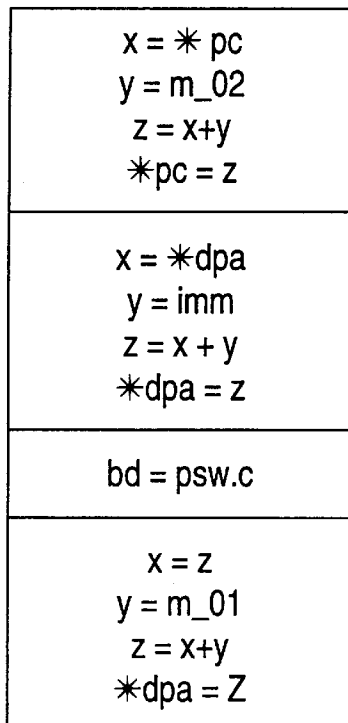 x = * pc
y = m_02
z = x+y
*pc = z
x = *dpa
y = imm
z = x + y
*dpa = z
bd = psw.c
x = z
y = m_01
z = x+y
*dpa = Z